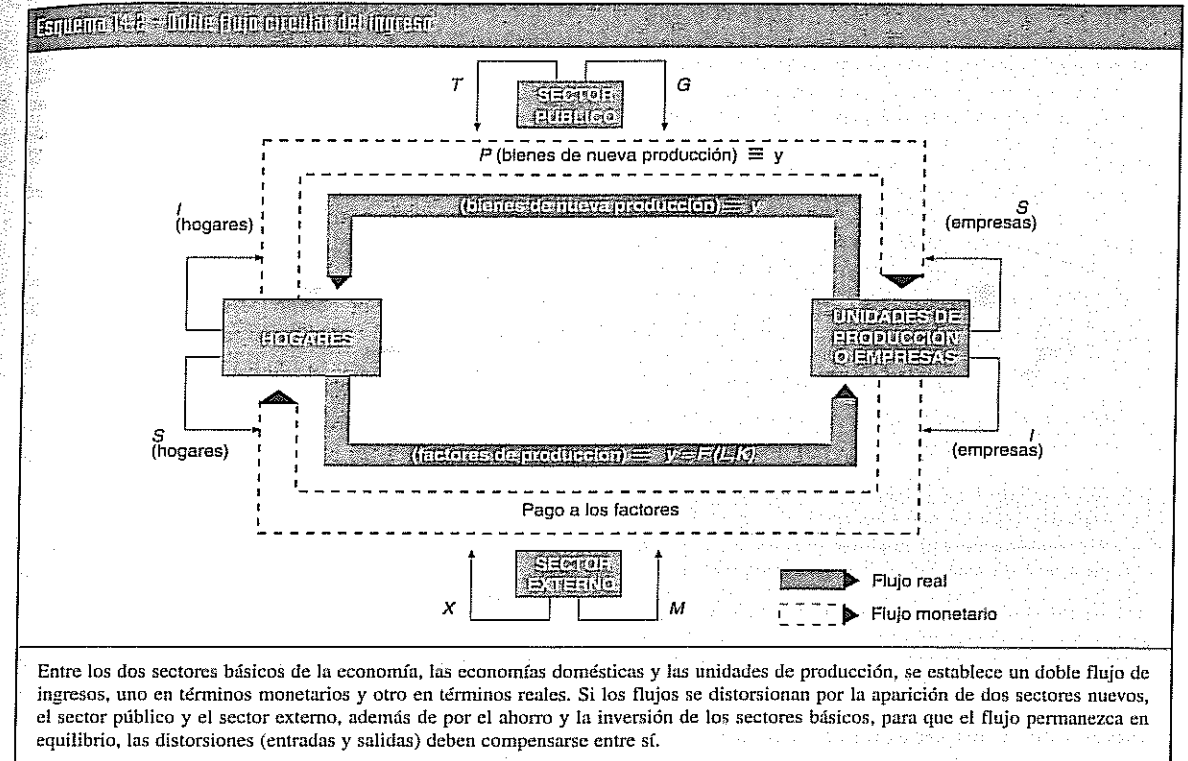 Esquema 14.2 – Doble flujo circular del ingreso
T
G
SECTOR
PÚBLICO
P (bienes de nueva producción) ≡ y
(bienes de nueva producción) ≡ y
I
(hogares)
S
(empresas)
HOGARES
UNIDADES DE
PRODUCCIÓN
O EMPRESAS
S
(hogares)
I
(empresas)
(factores de producción) ≡ y = F(L,K)
Pago a los factores
SECTOR
EXTERNO
X
M
Flujo real
Flujo monetario
Entre los dos sectores básicos de la economía, las economías domésticas y las unidades de producción, se establece un doble flujo de
ingresos, uno en términos monetarios y otro en términos reales. Si los flujos se distorsionan por la aparición de dos sectores nuevos,
el sector público y el sector externo, además de por el ahorro y la inversión de los sectores básicos, para que el flujo permanezca en
equilibrio, las distorsiones (entradas y salidas) deben compensarse entre sí.